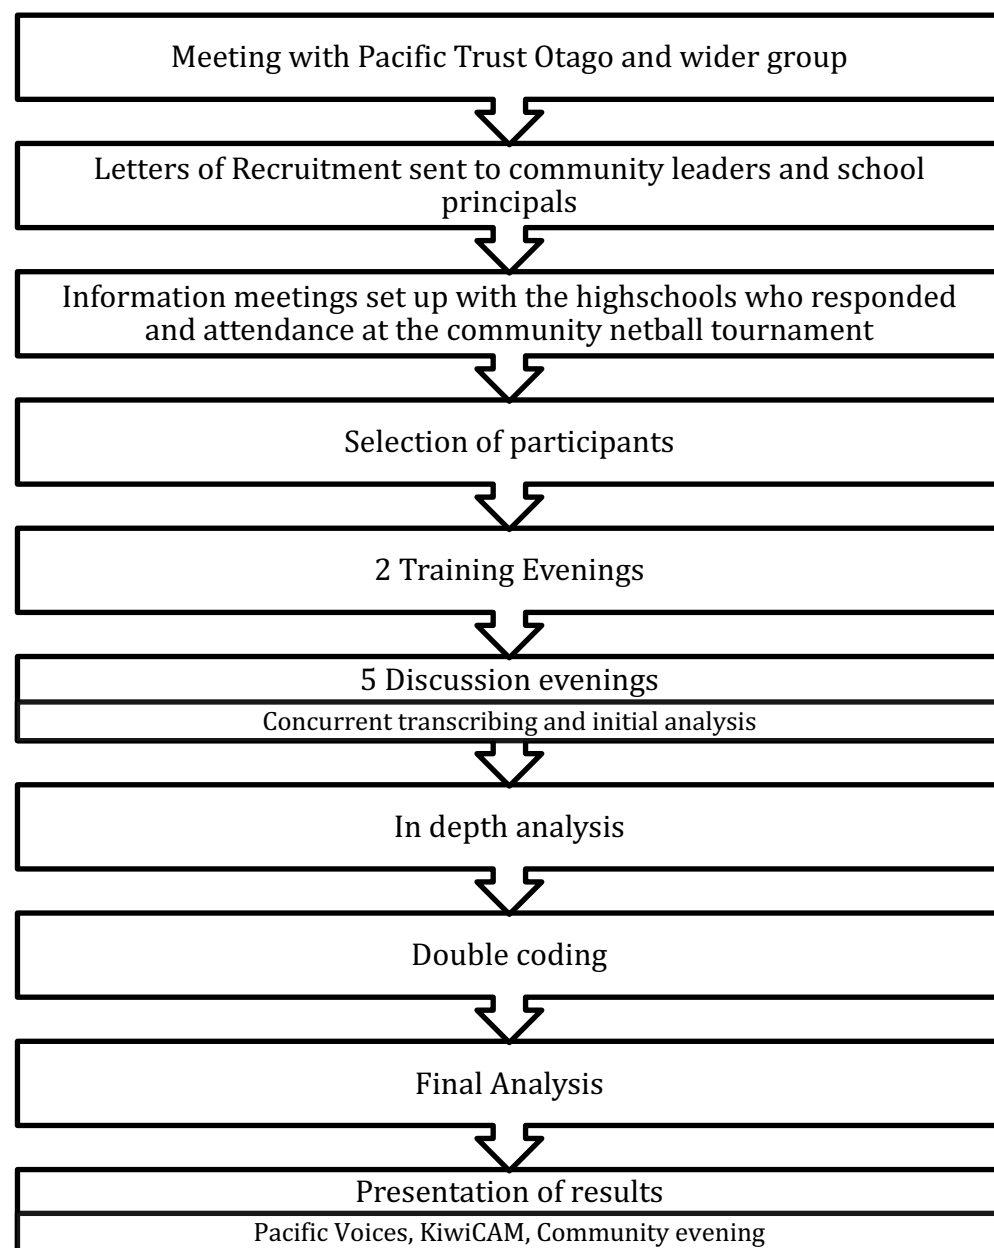 Meeting with Pacific Trust Otago and wider group
Letters of Recruitment sent to community leaders and school
principals
Information meetings set up with the highschools who responded
and attendance at the community netball tournament
Selection of participants
2 Training Evenings
5 Discussion evenings
Concurrent transcribing and initial analysis
In depth analysis
Double coding
Final Analysis
Presentation of results
Pacific Voices, KiwiCAM, Community evening